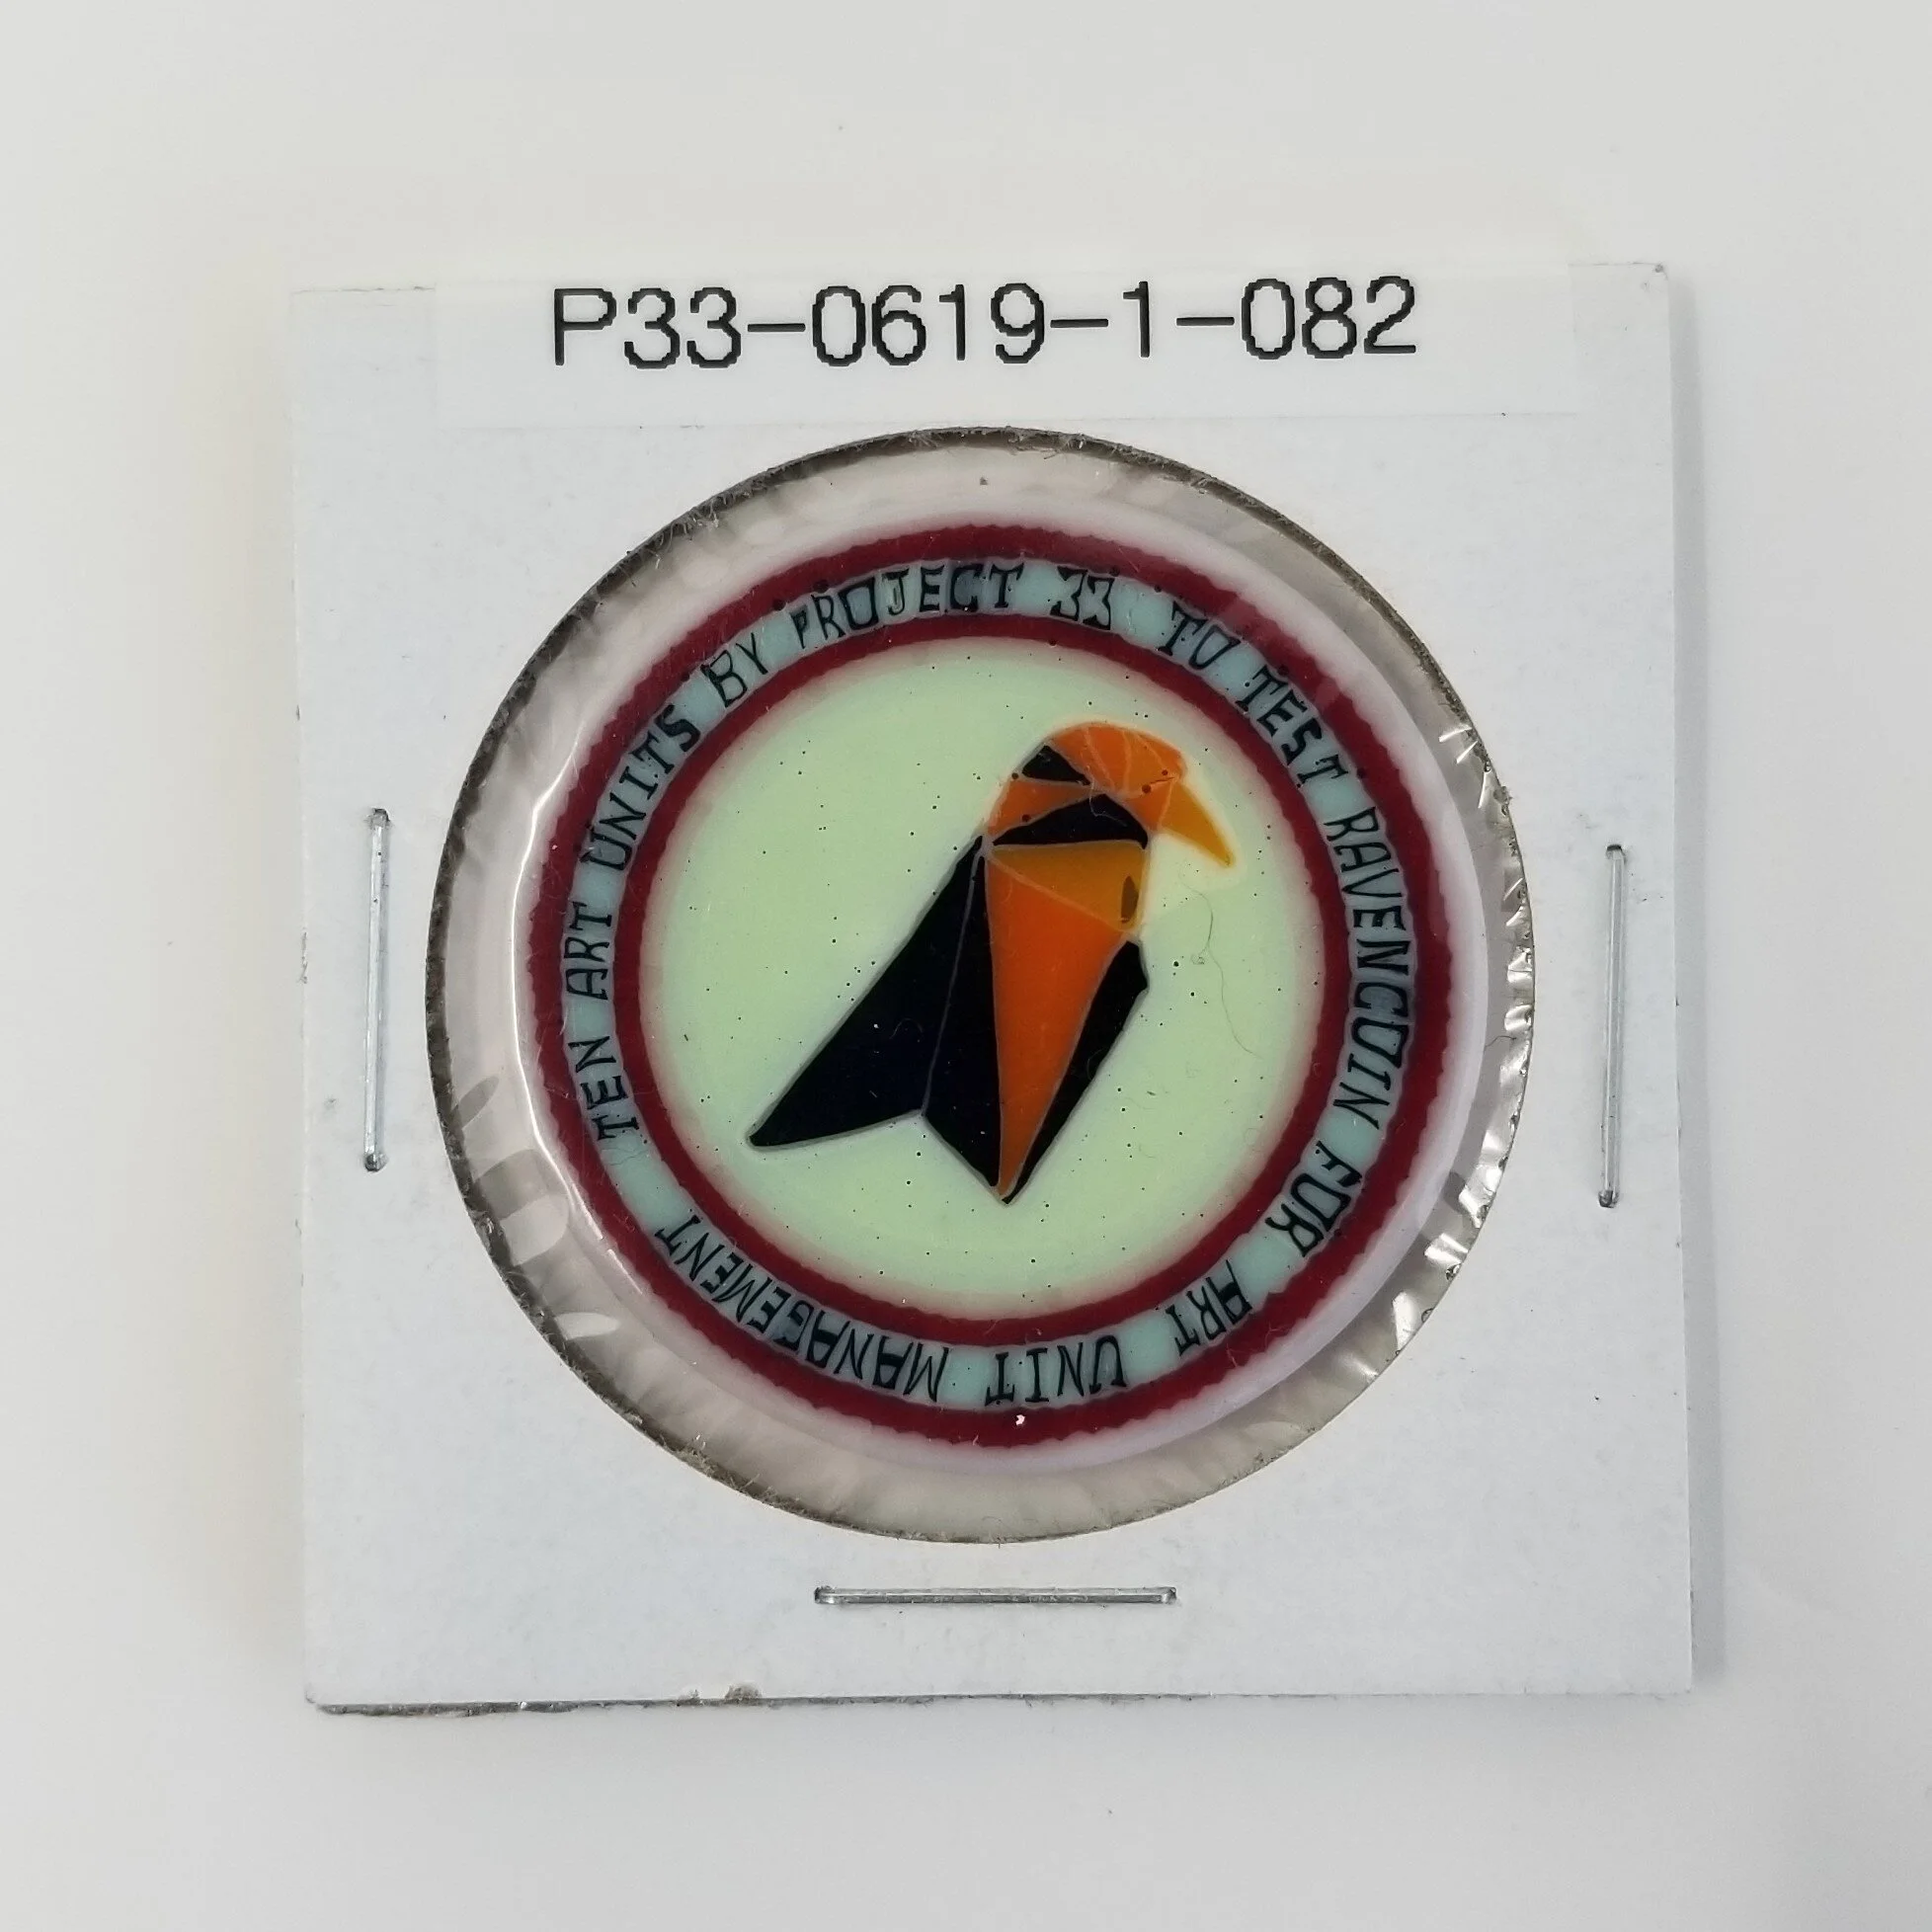 P33-0619-1-082
TEN ART UNITS BY PROJECT 33 TO TEST RAVENCOIN FOR ART UNIT MANAGEMENT